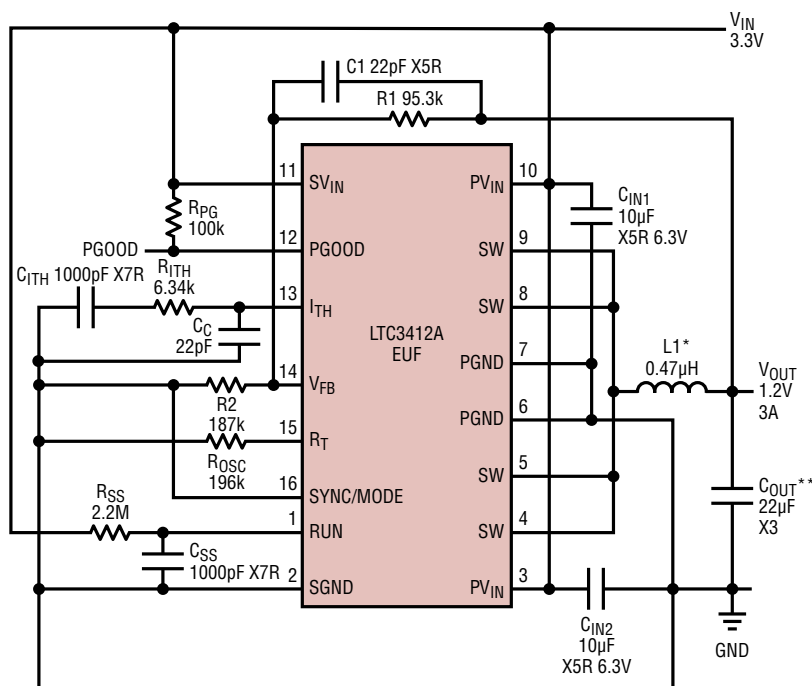 VIN
3.3V
C1 22pF X5R
R1 95.3k
11
SVIN
PVIN
10
RPG
100k
CIN1
10µF
X5R 6.3V
PGOOD
12
PGOOD
SW
9
CITH 1000pF X7R
RITH
6.34k
13
ITH
SW
8
CC
22pF
LTC3412A
EUF
PGND
7
L1*
0.47µH
VOUT
1.2V
3A
14
VFB
R2
187k
PGND
6
15
RT
ROSC
196k
SW
5
16
SYNC/MODE
COUT**
22µF
X3
RSS
2.2M
1
RUN
SW
4
CSS
1000pF X7R
2
SGND
PVIN
3
CIN2
10µF
X5R 6.3V
GND